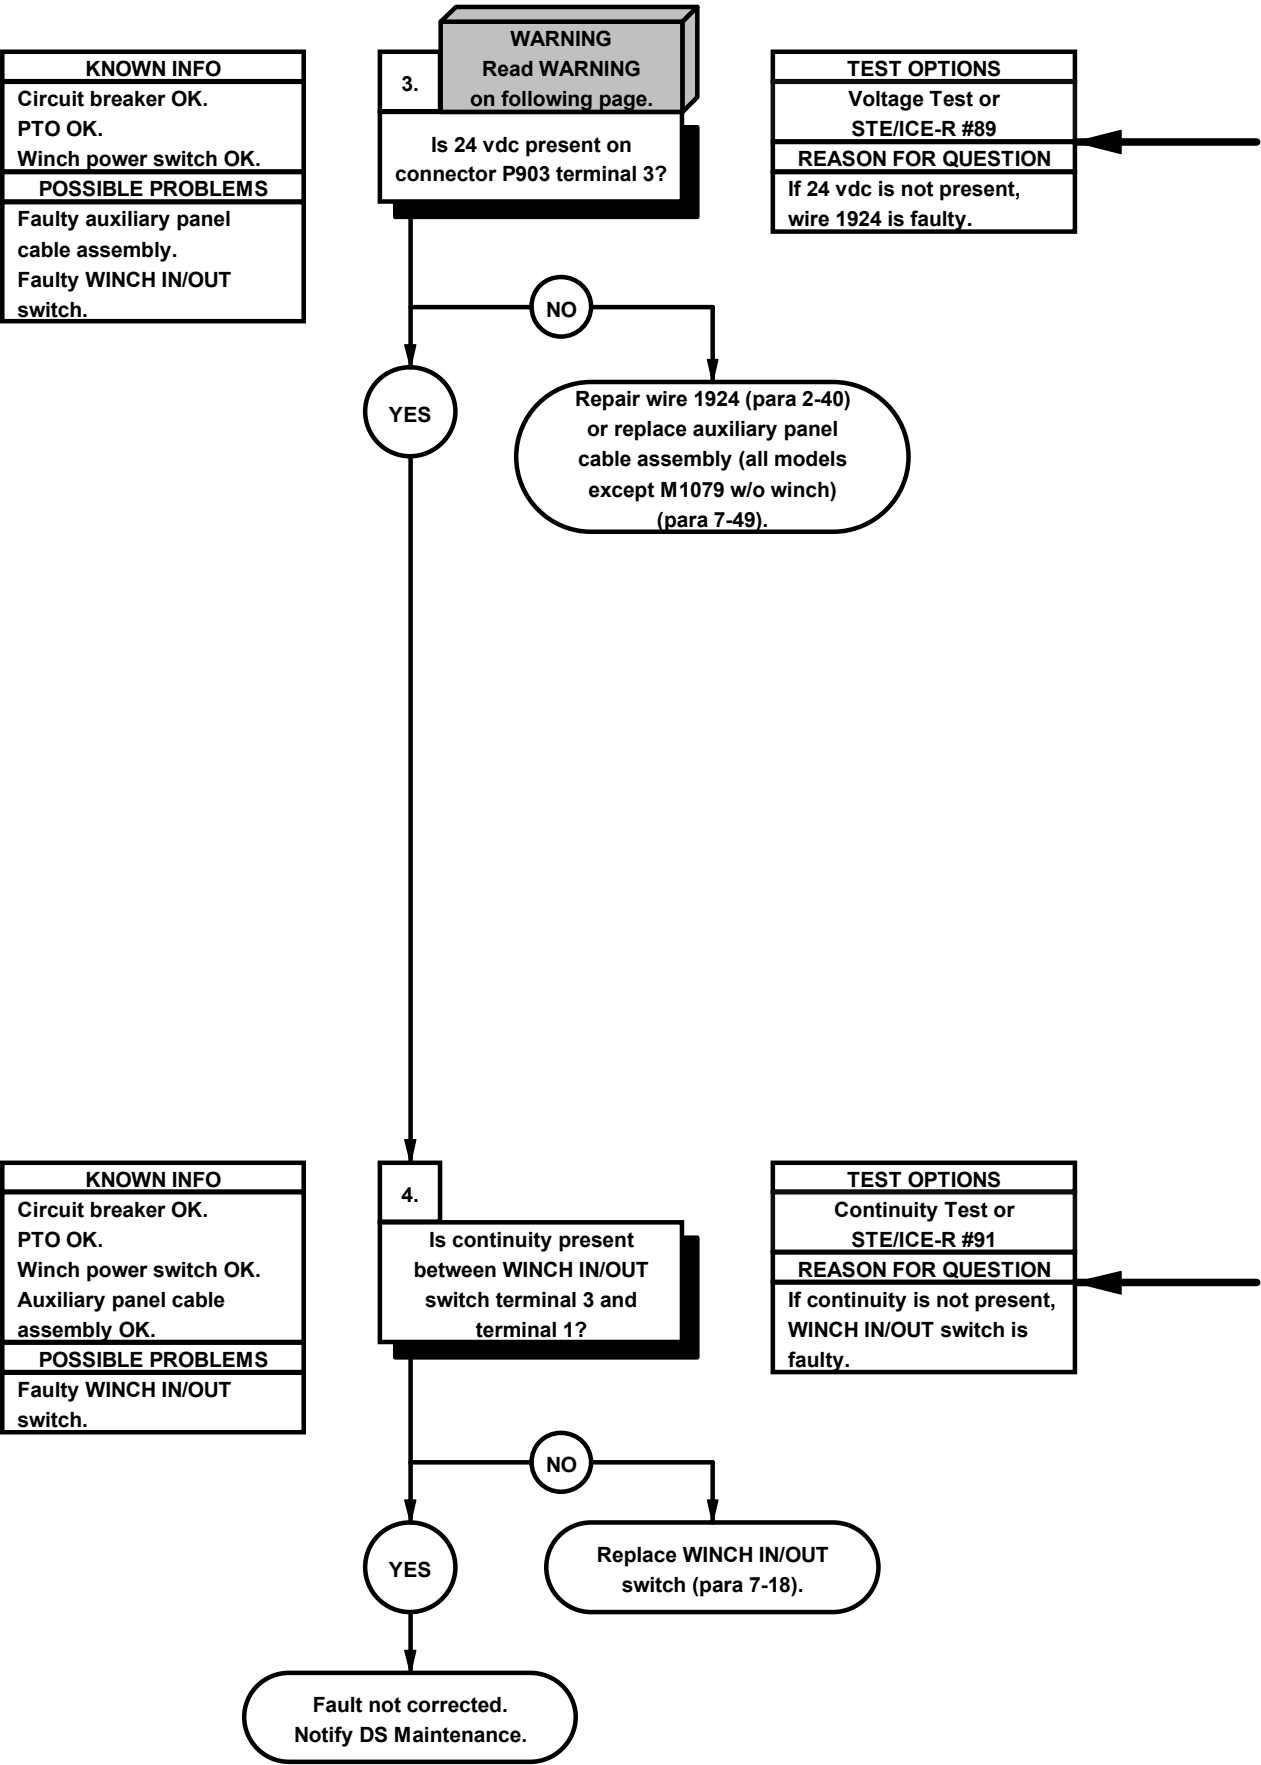 KNOWN INFO
Circuit breaker OK.
PTO OK.
Winch power switch OK.
POSSIBLE PROBLEMS
Faulty auxiliary panel
cable assembly.
Faulty WINCH IN/OUT
switch.
WARNING
Read WARNING
on following page.
3.
Is 24 vdc present on
connector P903 terminal 3?
TEST OPTIONS
Voltage Test or
STE/ICE-R #89
REASON FOR QUESTION
If 24 vdc is not present,
wire 1924 is faulty.
NO
YES
Repair wire 1924 (para 2-40)
or replace auxiliary panel
cable assembly (all models
except M1079 w/o winch)
(para 7-49).
KNOWN INFO
Circuit breaker OK.
PTO OK.
Winch power switch OK.
Auxiliary panel cable
assembly OK.
POSSIBLE PROBLEMS
Faulty WINCH IN/OUT
switch.
4.
Is continuity present
between WINCH IN/OUT
switch terminal 3 and
terminal 1?
TEST OPTIONS
Continuity Test or
STE/ICE-R #91
REASON FOR QUESTION
If continuity is not present,
WINCH IN/OUT switch is
faulty.
NO
YES
Replace WINCH IN/OUT
switch (para 7-18).
Fault not corrected.
Notify DS Maintenance.